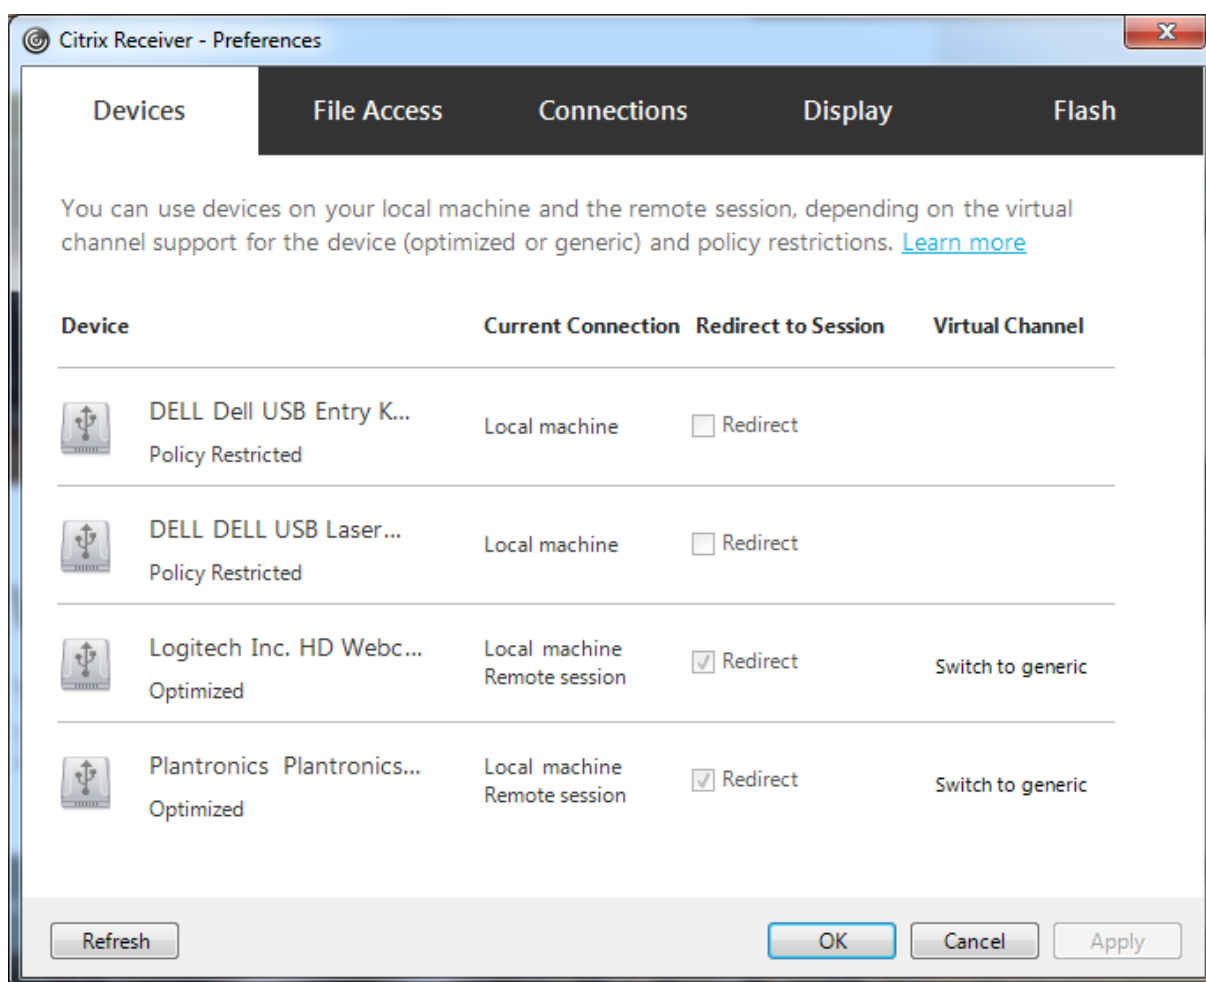 Citrix Receiver - Preferences
Devices File Access Connections Display Flash
You can use devices on your local machine and the remote session, depending on the virtual
channel support for the device (optimized or generic) and policy restrictions. Learn more
Device Current Connection Redirect to Session Virtual Channel
DELL Dell USB Entry K...
Policy Restricted
Local machine
Redirect
DELL DELL USB Laser...
Policy Restricted
Local machine
Redirect
Logitech Inc. HD Webc...
Optimized
Local machine
Remote session
Redirect
Switch to generic
Plantronics Plantronics...
Optimized
Local machine
Remote session
Redirect
Switch to generic
Refresh OK Cancel Apply